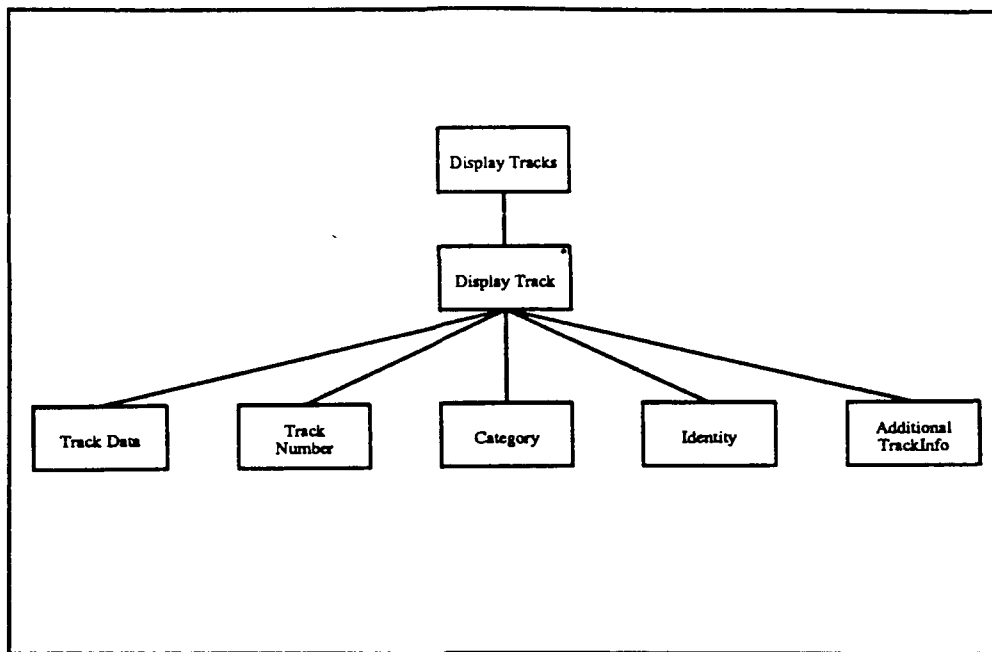 Display Tracks
*
Display Track
Track Data
Track
Number
Category
Identity
Additional
TrackInfo